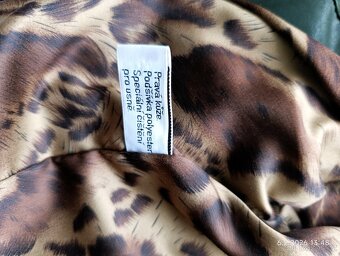 Pravá kůže
Podšívka polyester
Speciální čištění
pro usně